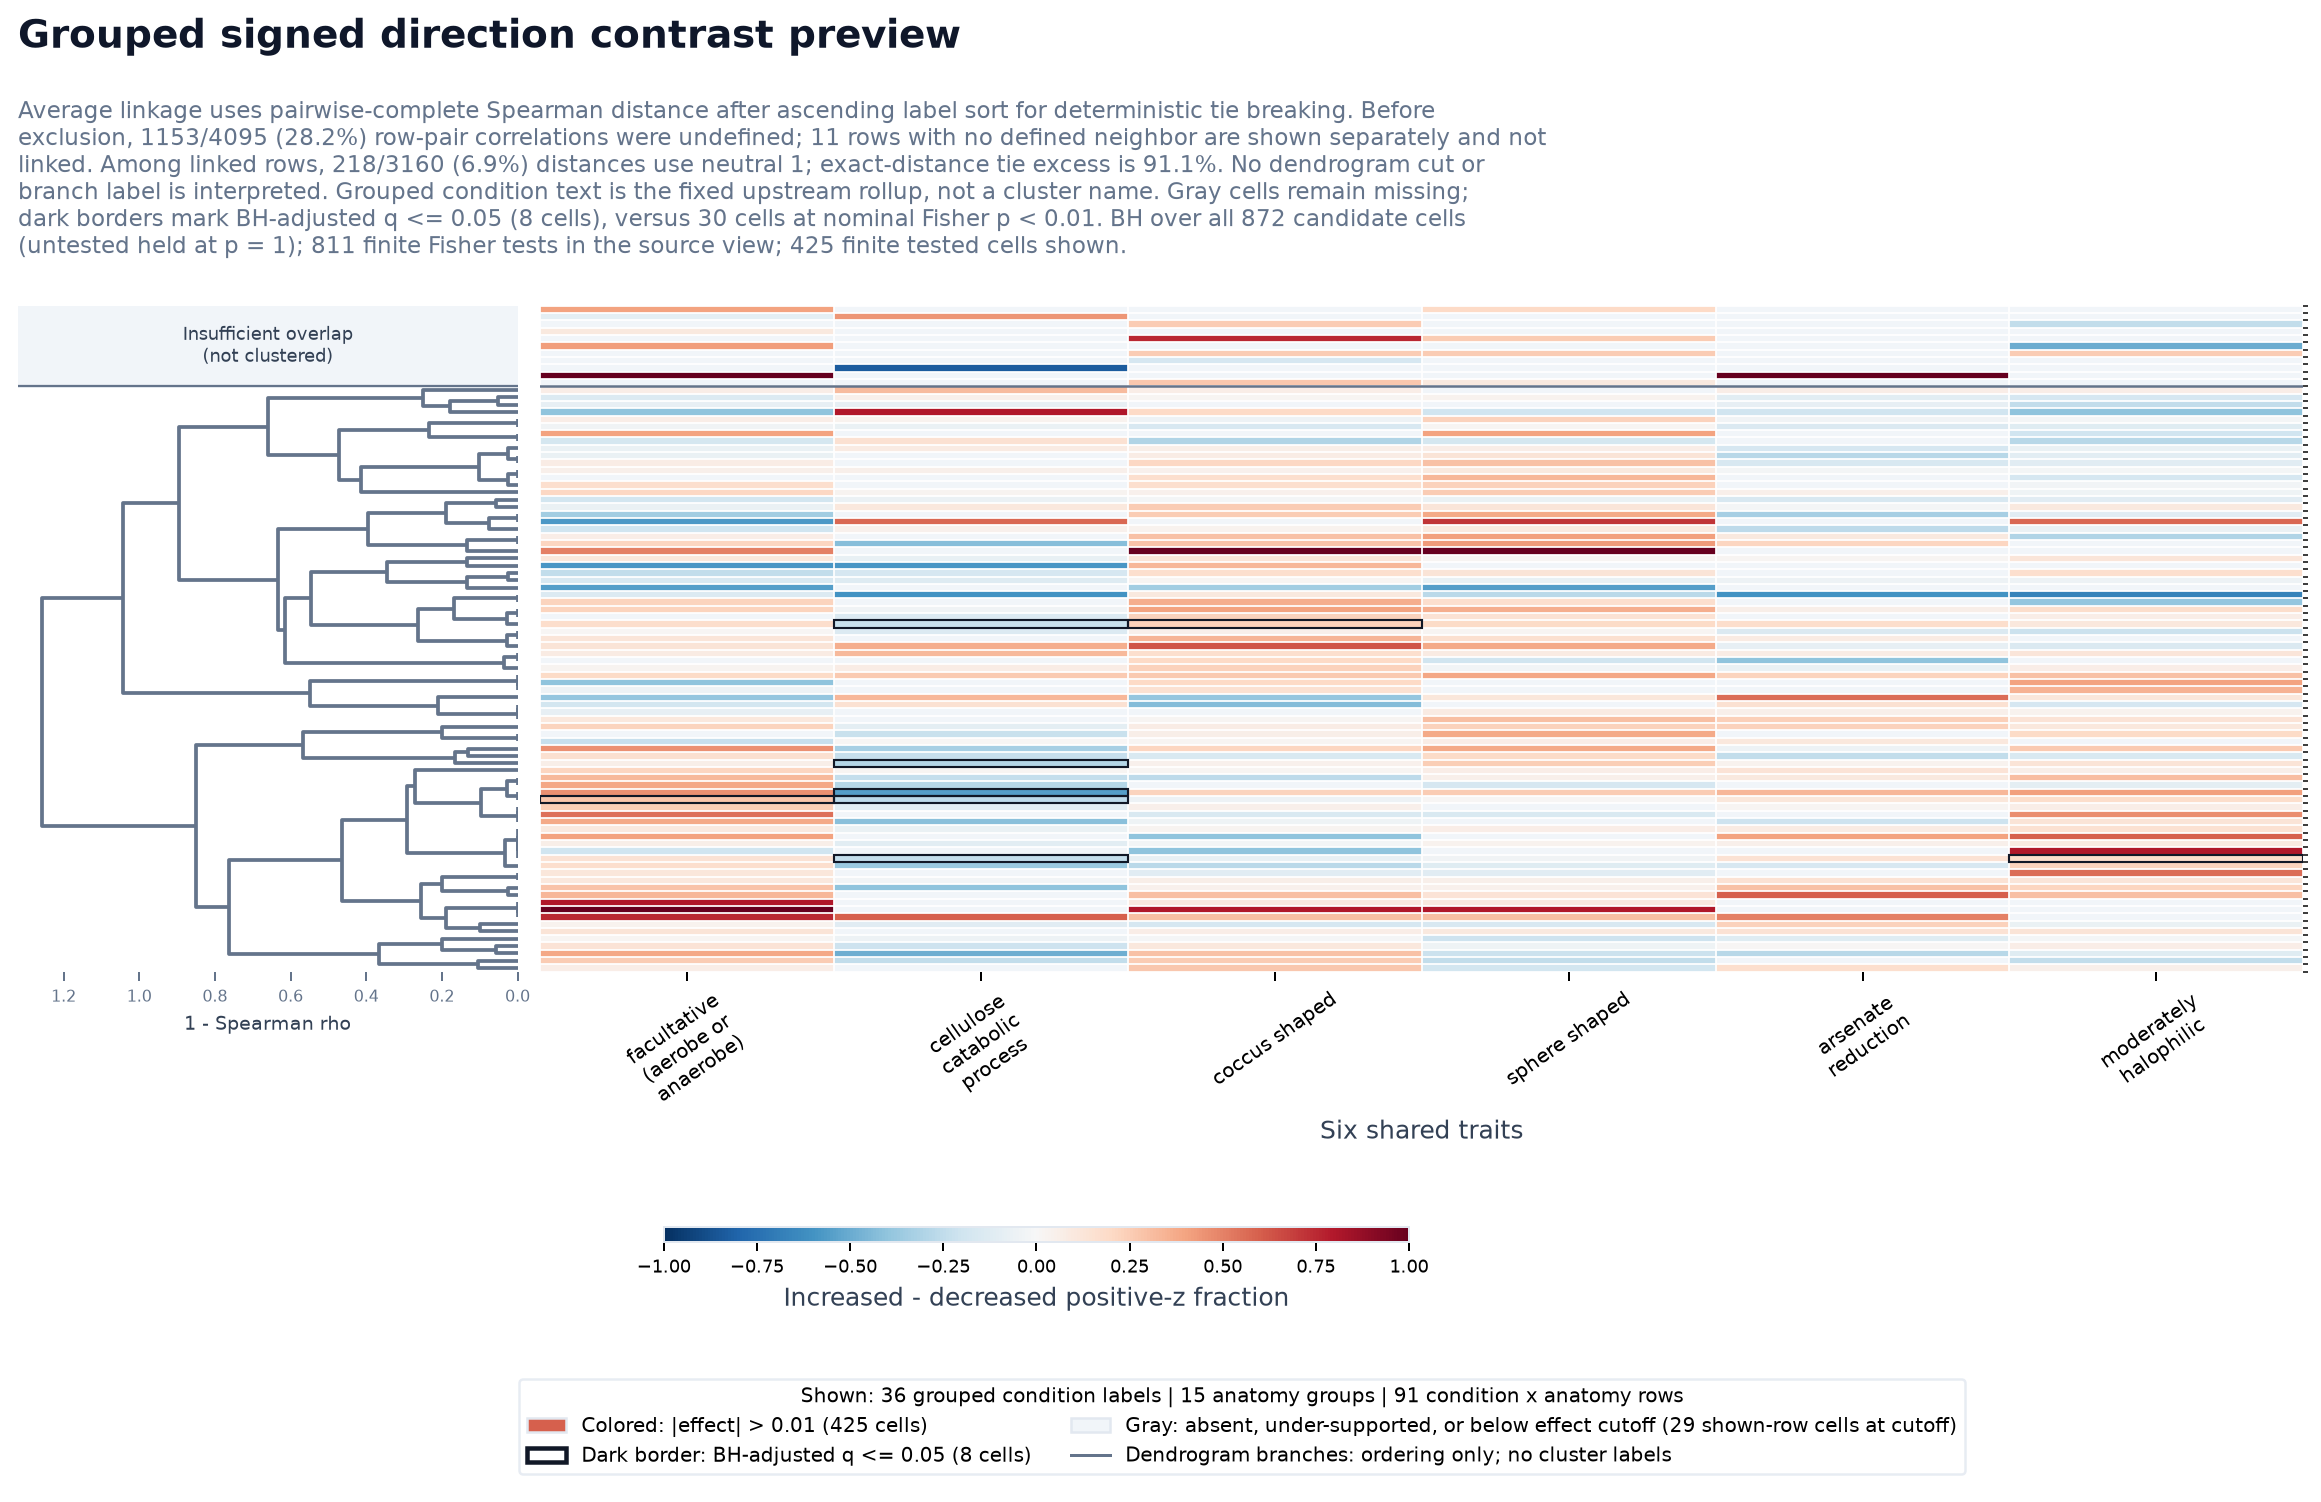 Grouped signed direction contrast preview
Average linkage uses pairwise-complete Spearman distance after ascending label sort for deterministic tie breaking. Before
exclusion, 1153/4095 (28.2%) row-pair correlations were undefined; 11 rows with no defined neighbor are shown separately and not
linked. Among linked rows, 218/3160 (6.9%) distances use neutral 1; exact-distance tie excess is 91.1%. No dendrogram cut or
branch label is interpreted. Grouped condition text is the fixed upstream rollup, not a cluster name. Gray cells remain missing;
dark borders mark BH-adjusted q <= 0.05 (8 cells), versus 30 cells at nominal Fisher p < 0.01. BH over all 872 candidate cells
(untested held at p = 1); 811 finite Fisher tests in the source view; 425 finite tested cells shown.
Insufficient overlap
(not clustered)
1.2 1.0 0.8 0.6 0.4 0.2 0.0
1 - Spearman rho
facultative
(aerobe or
anaerobe)
cellulose
catabolic
process
coccus shaped
sphere shaped
arsenate
reduction
moderately
halophilic
Six shared traits
−1.00 −0.75 −0.50 −0.25 0.00 0.25 0.50 0.75 1.00
Increased - decreased positive-z fraction
Shown: 36 grouped condition labels | 15 anatomy groups | 91 condition x anatomy rows
Colored: |effect| > 0.01 (425 cells)
Gray: absent, under-supported, or below effect cutoff (29 shown-row cells at cutoff)
Dark border: BH-adjusted q <= 0.05 (8 cells)
Dendrogram branches: ordering only; no cluster labels